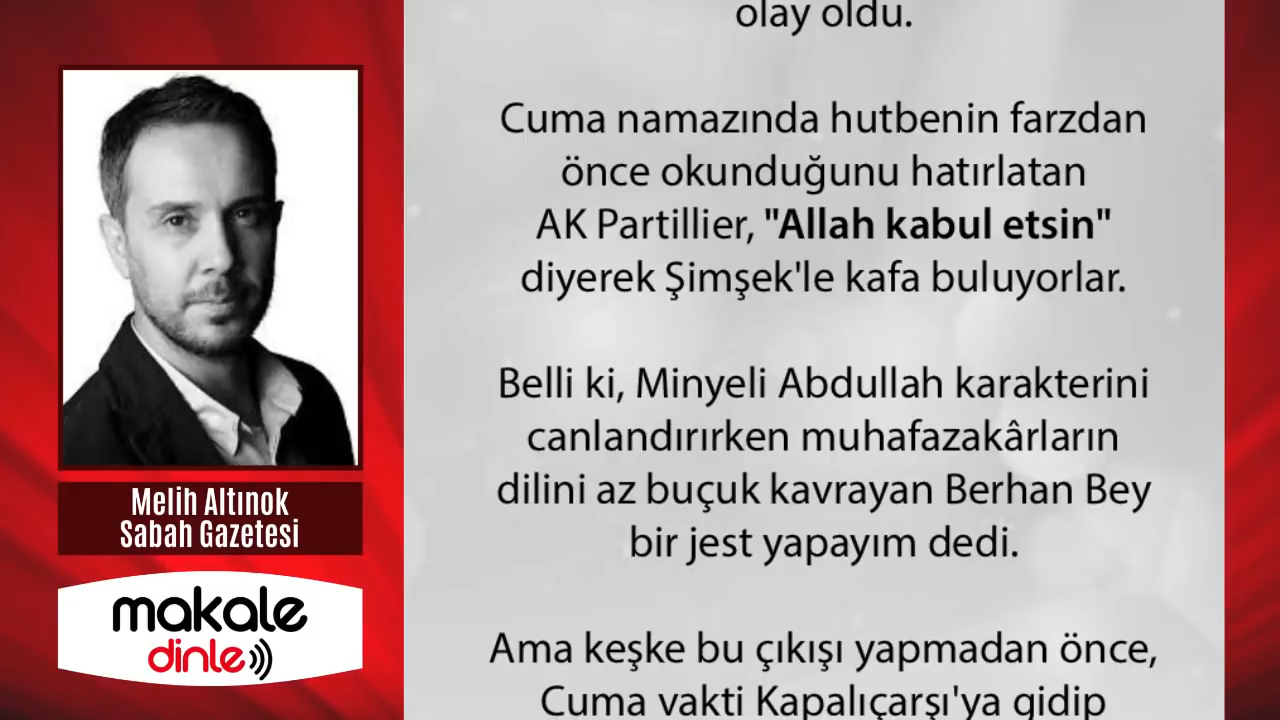 olay oldu.
Cuma namazında hutbenin farzdan
önce okunduğunu hatırlatan
AK Partillier, "Allah kabul etsin"
diyerek Şimşek'le kafa buluyorlar.
Belli ki, Minyeli Abdullah karakterini
canlandırırken muhafazakârların
dilini az buçuk kavrayan Berhan Bey
bir jest yapayım dedi.
Ama keşke bu çıkışı yapmadan önce,
Cuma vakti Kapalıçarşı'ya gidip
Melih Altınok
Sabah Gazetesi
makale
dinle